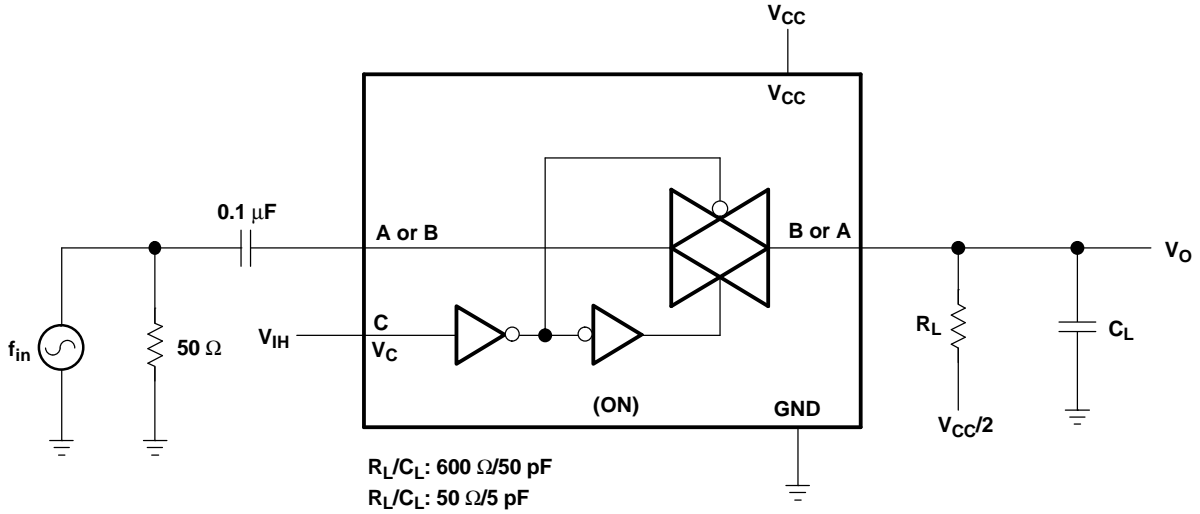 VCC
VCC
0.1 μF
A or B
B or A
VO
fin
50 Ω
VIH
C
VC
RL
CL
(ON)
GND
VCC/2
RL/CL: 600 Ω/50 pF
RL/CL: 50 Ω/5 pF